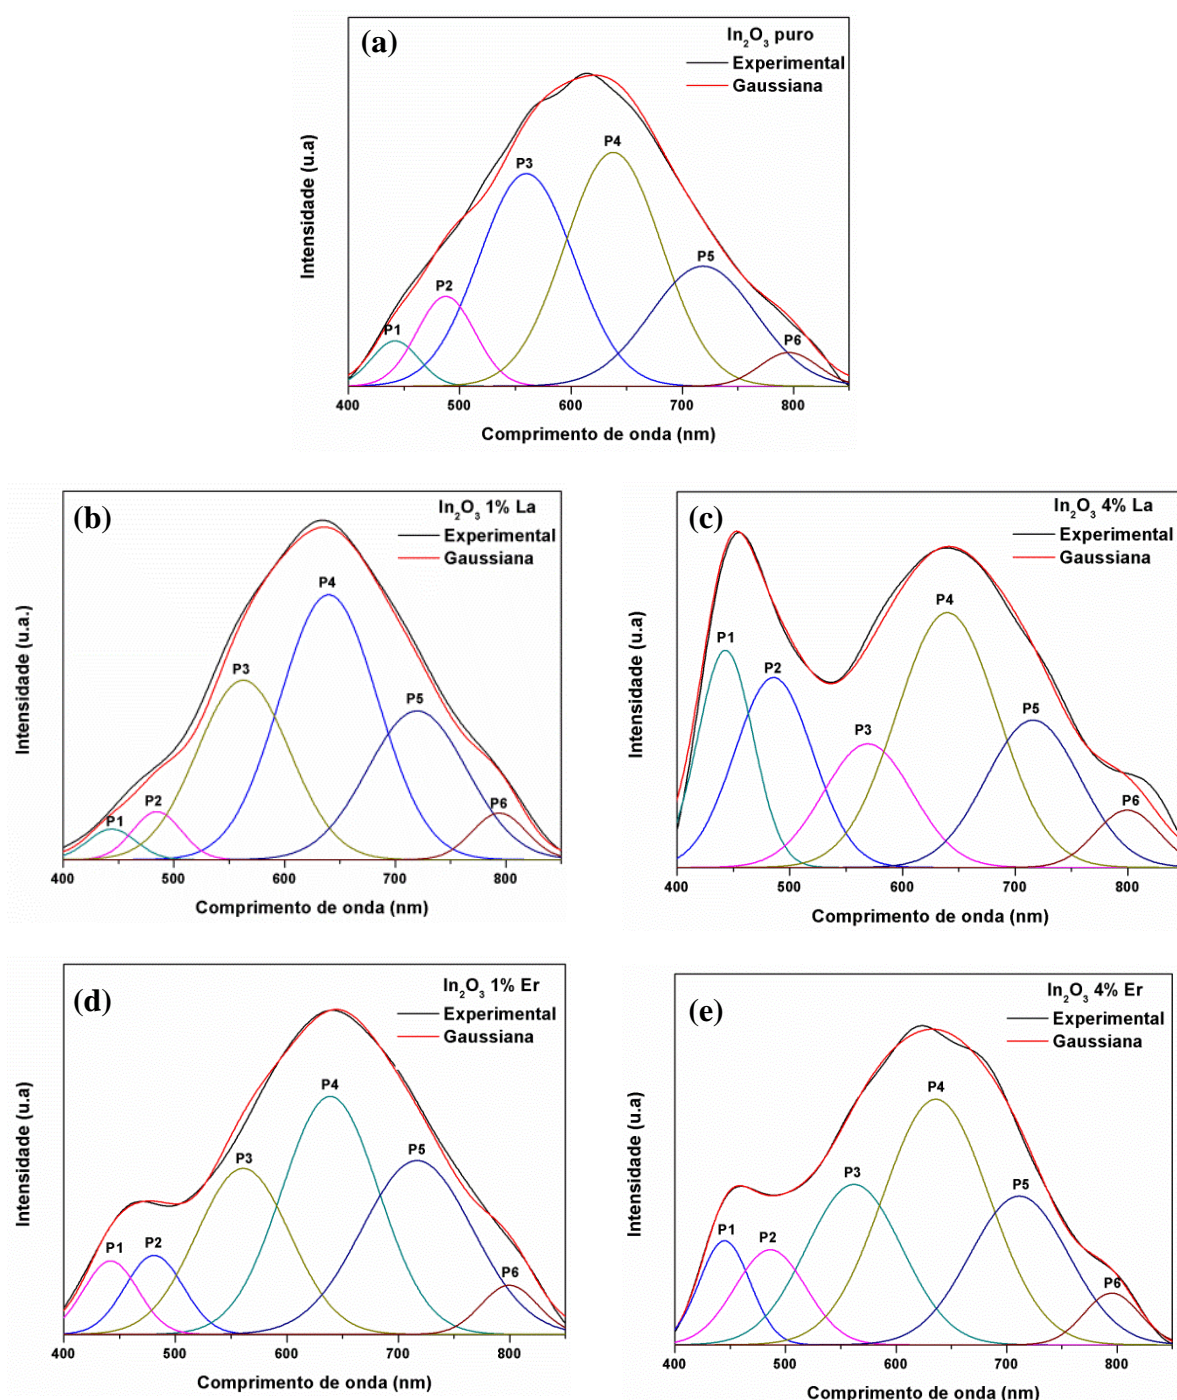 (a)
In₂O₃ puro
Experimental
Gaussiana
P1
P2
P3
P4
P5
P6
Intensidade (u.a)
400 500 600 700 800
Comprimento de onda (nm)
(b)
In₂O₃ 1% La
Experimental
Gaussiana
P1
P2
P3
P4
P5
P6
Intensidade (u.a.)
400 500 600 700 800
Comprimento de onda (nm)
(c)
In₂O₃ 4% La
Experimental
Gaussiana
P1
P2
P3
P4
P5
P6
Intensidade (u.a)
400 500 600 700 800
Comprimento de onda (nm)
(d)
In₂O₃ 1% Er
Experimental
Gaussiana
P1
P2
P3
P4
P5
P6
Intensidade (u.a)
400 500 600 700 800
Comprimento de onda (nm)
(e)
In₂O₃ 4% Er
Experimental
Gaussiana
P1
P2
P3
P4
P5
P6
Intensidade (u.a)
400 500 600 700 800
Comprimento de onda (nm)